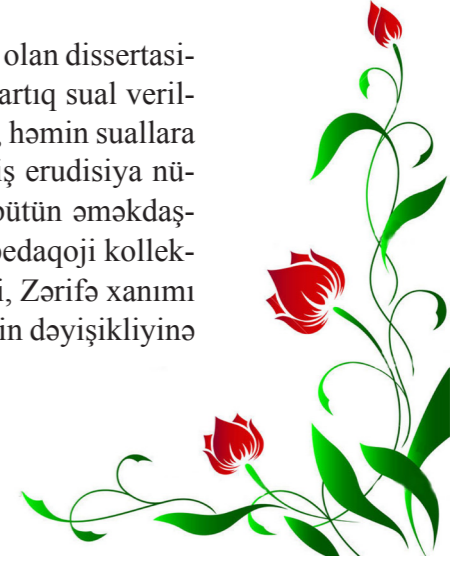 olan dissertasi-
artıq sual veril-
həmin suallara
iş erudisiya nü-
bütün əməkdaş-
pedaqoji kollek-
i, Zərifə xanımı
in dəyişikliyinə